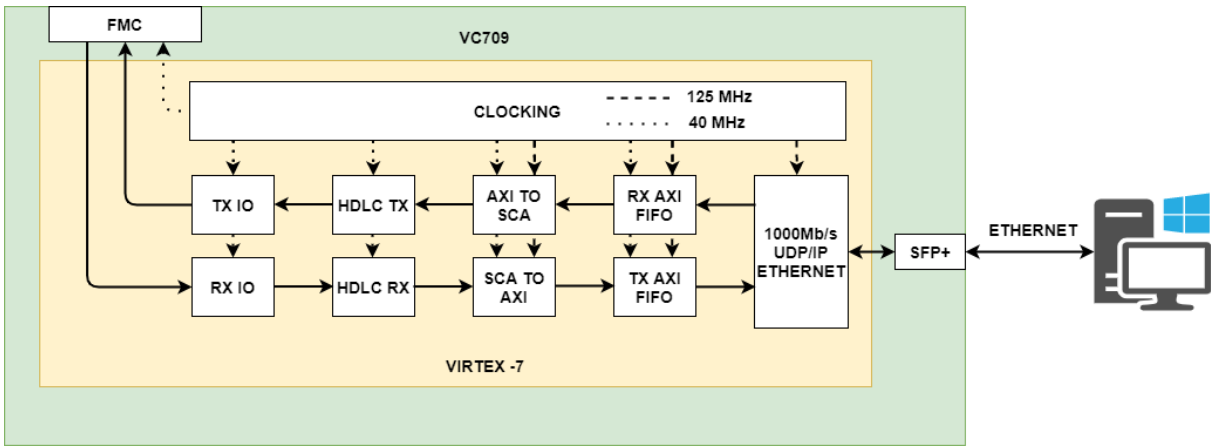 FMC
VC709
CLOCKING
125 MHz
40 MHz
TX IO
HDLC TX
AXI TO
SCA
RX AXI
FIFO
1000Mb/s
UDP/IP
ETHERNET
RX IO
HDLC RX
SCA TO
AXI
TX AXI
FIFO
SFP+
ETHERNET
VIRTEX -7